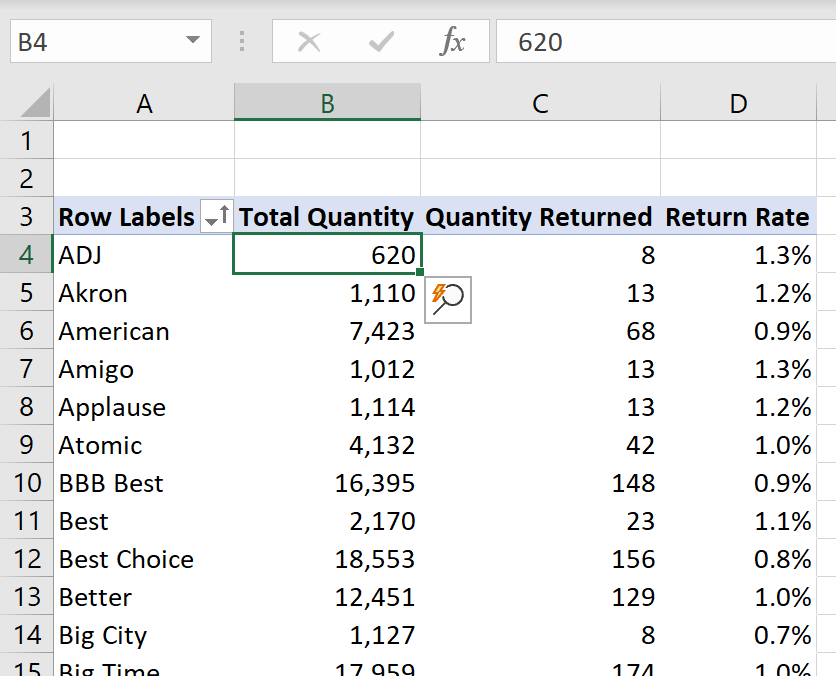 B4 fx 620
A B C D
1
2
3 Row Labels Total Quantity Quantity Returned Return Rate
4 ADJ 620 8 1.3%
5 Akron 1,110 13 1.2%
6 American 7,423 68 0.9%
7 Amigo 1,012 13 1.3%
8 Applause 1,114 13 1.2%
9 Atomic 4,132 42 1.0%
10 BBB Best 16,395 148 0.9%
11 Best 2,170 23 1.1%
12 Best Choice 18,553 156 0.8%
13 Better 12,451 129 1.0%
14 Big City 1,127 8 0.7%
15 Big Time 17,959 174 1.0%